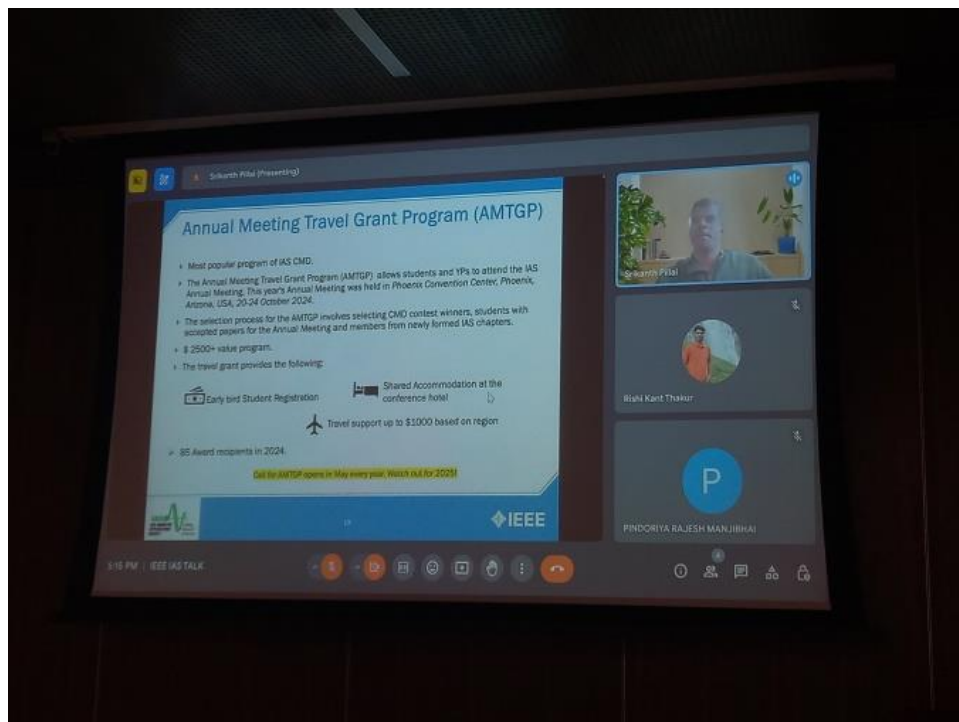 Srikanth Pillai (Presenting)
Annual Meeting Travel Grant Program (AMTGP)
Most popular program of IAS CMD.
The Annual Meeting Travel Grant Program (AMTGP) allows students and YPs to attend the IAS
Annual Meeting. This year's Annual Meeting was held in Phoenix Convention Center, Phoenix,
Arizona, USA, 20-24 October 2024.
The selection process for the AMTGP involves selecting CMD contest winners, students with
accepted papers for the Annual Meeting and members from newly formed IAS chapters.
$ 2500+ value program.
The travel grant provides the following:
Early bird Student Registration
Shared Accommodation at the
conference hotel
Travel support up to $1000 based on region
85 Award recipients in 2024.
Call for AMTGP opens in May every year. Watch out for 2025!
IEEE
Srikanth Pillai
Rishi Kant Thakur
P
PINDORIYA RAJESH MANJIBHAI
5:15 PM | IEEE IAS TALK
4